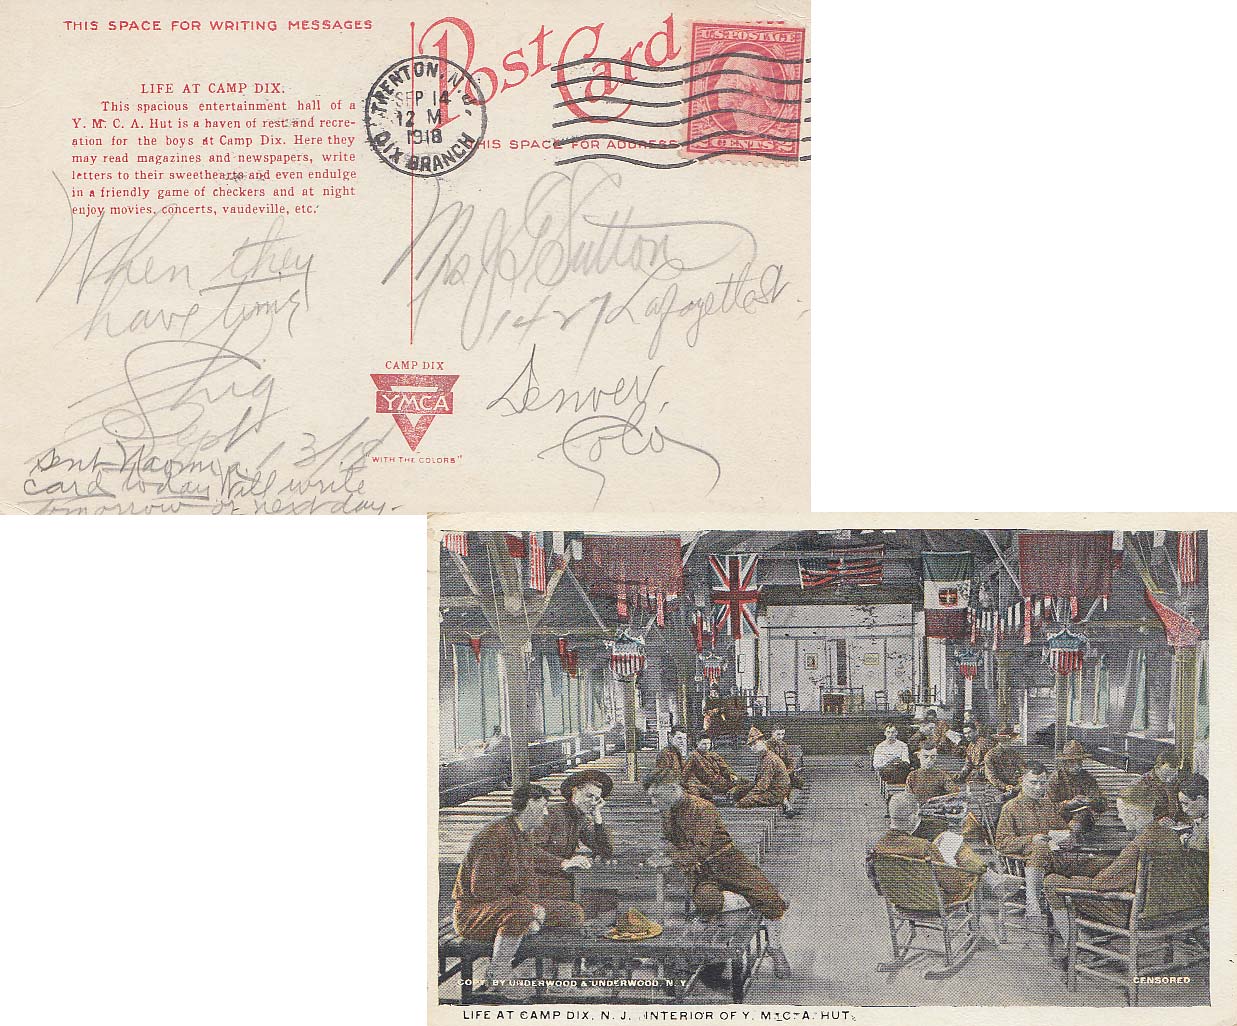 THIS SPACE FOR WRITING MESSAGES
Post Card
U.S. POSTAGE
2 CENTS 2
TRENTON, N.J.
SEP 14
12 M
1918
DIX BRANCH
THIS SPACE FOR ADDRESS
LIFE AT CAMP DIX.
This spacious entertainment hall of a
Y. M. C. A. Hut is a haven of rest and recre-
ation for the boys at Camp Dix. Here they
may read magazines and newspapers, write
letters to their sweethearts and even endulge
in a friendly game of checkers and at night
enjoy movies, concerts, vaudeville, etc.
When they
have time
Sept. 13/18
Sent Naomi a
card today Will write
tomorrow or next day.
Mrs J E Sutton
1427 Lafayette St.
Denver,
Colo
CAMP DIX
YMCA
"WITH THE COLORS"
COPY. BY UNDERWOOD & UNDERWOOD, N.Y.
CENSORED
LIFE AT CAMP DIX, N. J. INTERIOR OF Y. M. C. A. HUT.